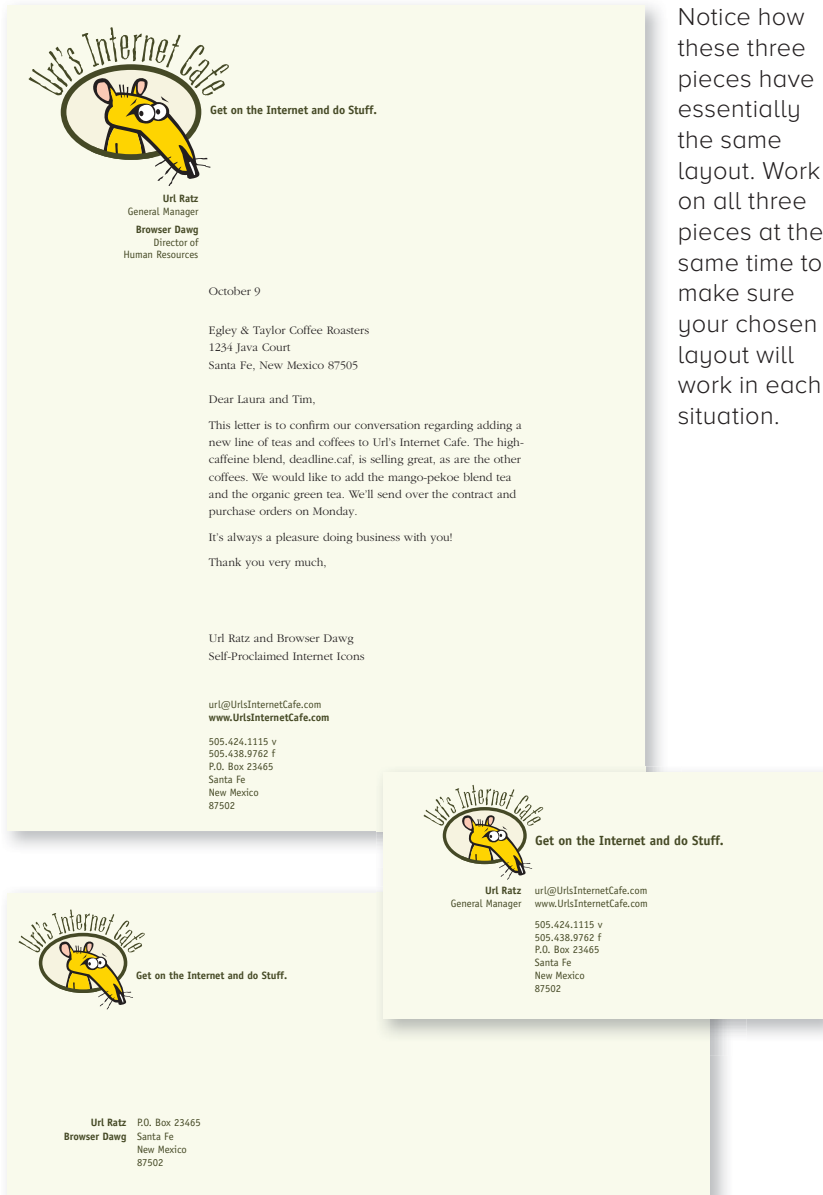 Url's Internet Cafe
Get on the Internet and do Stuff.
Url Ratz
General Manager
Browser Dawg
Director of
Human Resources
October 9
Egley & Taylor Coffee Roasters
1234 Java Court
Santa Fe, New Mexico 87505
Dear Laura and Tim,
This letter is to confirm our conversation regarding adding a
new line of teas and coffees to Url's Internet Cafe. The high-
caffeine blend, deadline.caf, is selling great, as are the other
coffees. We would like to add the mango-pekoe blend tea
and the organic green tea. We'll send over the contract and
purchase orders on Monday.
It's always a pleasure doing business with you!
Thank you very much,
Url Ratz and Browser Dawg
Self-Proclaimed Internet Icons
url@UrlsInternetCafe.com
www.UrlsInternetCafe.com
505.424.1115 v
505.438.9762 f
P.O. Box 23465
Santa Fe
New Mexico
87502
Notice how
these three
pieces have
essentially
the same
layout. Work
on all three
pieces at the
same time to
make sure
your chosen
layout will
work in each
situation.
Url's Internet Cafe
Get on the Internet and do Stuff.
Url Ratz url@UrlsInternetCafe.com
General Manager www.UrlsInternetCafe.com
505.424.1115 v
505.438.9762 f
P.O. Box 23465
Santa Fe
New Mexico
87502
Url's Internet Cafe
Get on the Internet and do Stuff.
Url Ratz P.O. Box 23465
Browser Dawg Santa Fe
New Mexico
87502